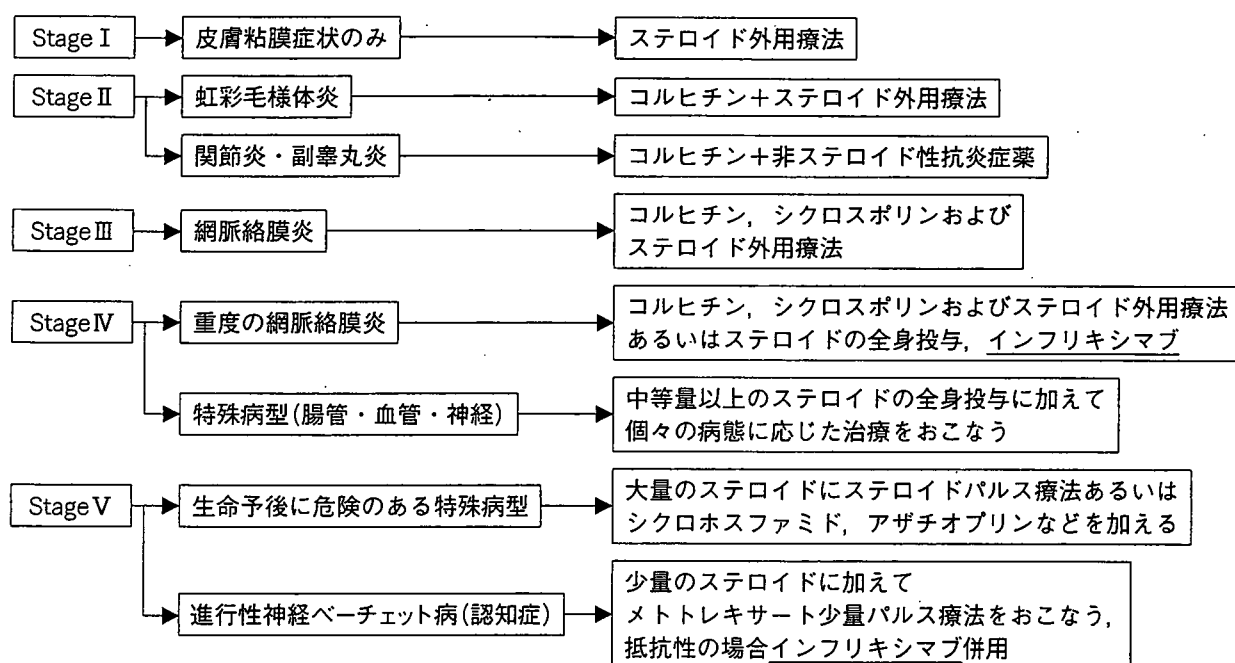 Stage Ⅰ
皮膚粘膜症状のみ
ステロイド外用療法
Stage Ⅱ
虹彩毛様体炎
コルヒチン+ステロイド外用療法
関節炎・副睾丸炎
コルヒチン+非ステロイド性抗炎症薬
Stage Ⅲ
網脈絡膜炎
コルヒチン,シクロスポリンおよび
ステロイド外用療法
Stage Ⅳ
重度の網脈絡膜炎
コルヒチン,シクロスポリンおよびステロイド外用療法
あるいはステロイドの全身投与,インフリキシマブ
特殊病型(腸管・血管・神経)
中等量以上のステロイドの全身投与に加えて
個々の病態に応じた治療をおこなう
Stage Ⅴ
生命予後に危険のある特殊病型
大量のステロイドにステロイドパルス療法あるいは
シクロホスファミド,アザチオプリンなどを加える
進行性神経ベーチェット病(認知症)
少量のステロイドに加えて
メトトレキサート少量パルス療法をおこなう,
抵抗性の場合インフリキシマブ併用